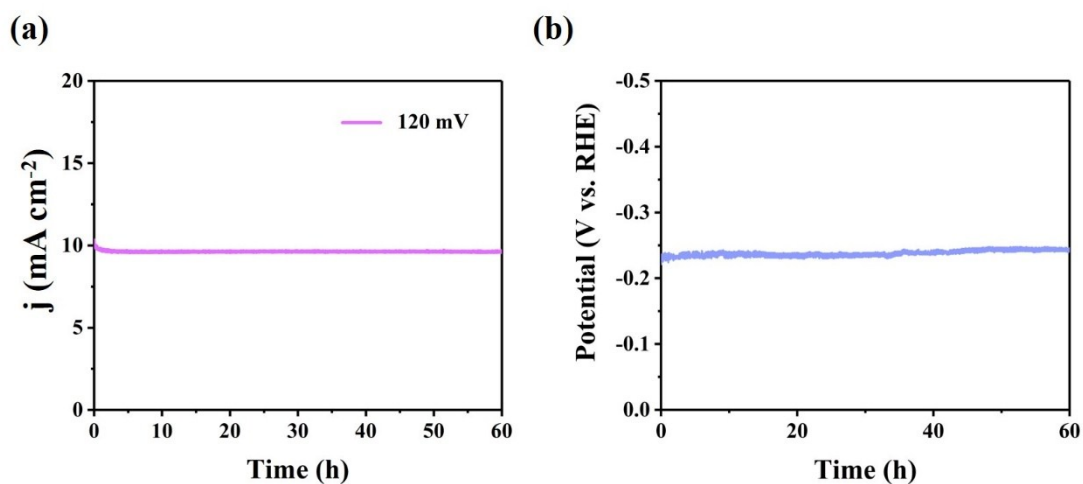 (a)
20
15
10
5
0
j (mA cm⁻²)
120 mV
0 10 20 30 40 50 60
Time (h)
(b)
-0.5
-0.4
-0.3
-0.2
-0.1
0.0
Potential (V vs. RHE)
0 20 40 60
Time (h)